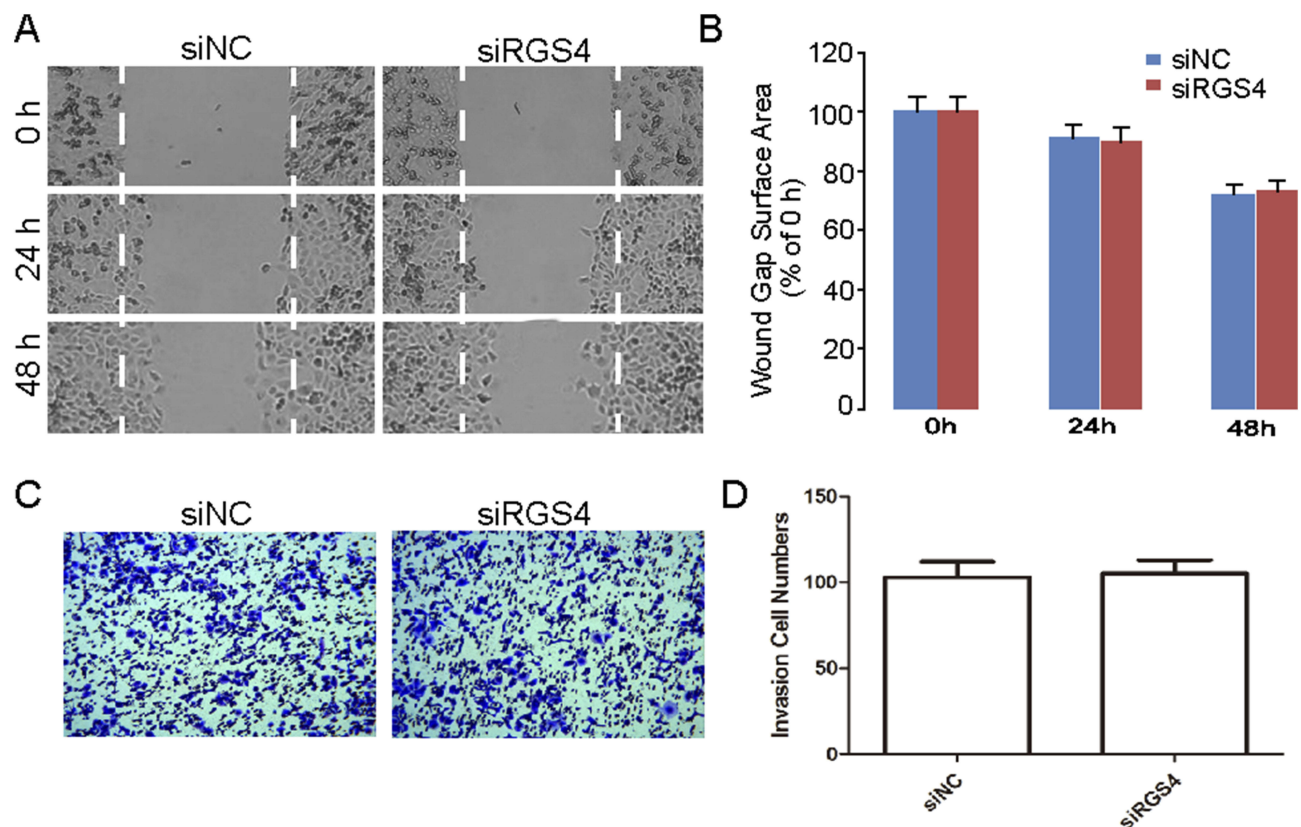 A
siNC
siRGS4
0 h
24 h
48 h
B
120
100
80
60
40
20
0
Wound Gap Surface Area
(% of 0 h)
siNC
siRGS4
0h
24h
48h
C
siNC
siRGS4
D
150
100
50
0
Invasion Cell Numbers
siNC
siRGS4